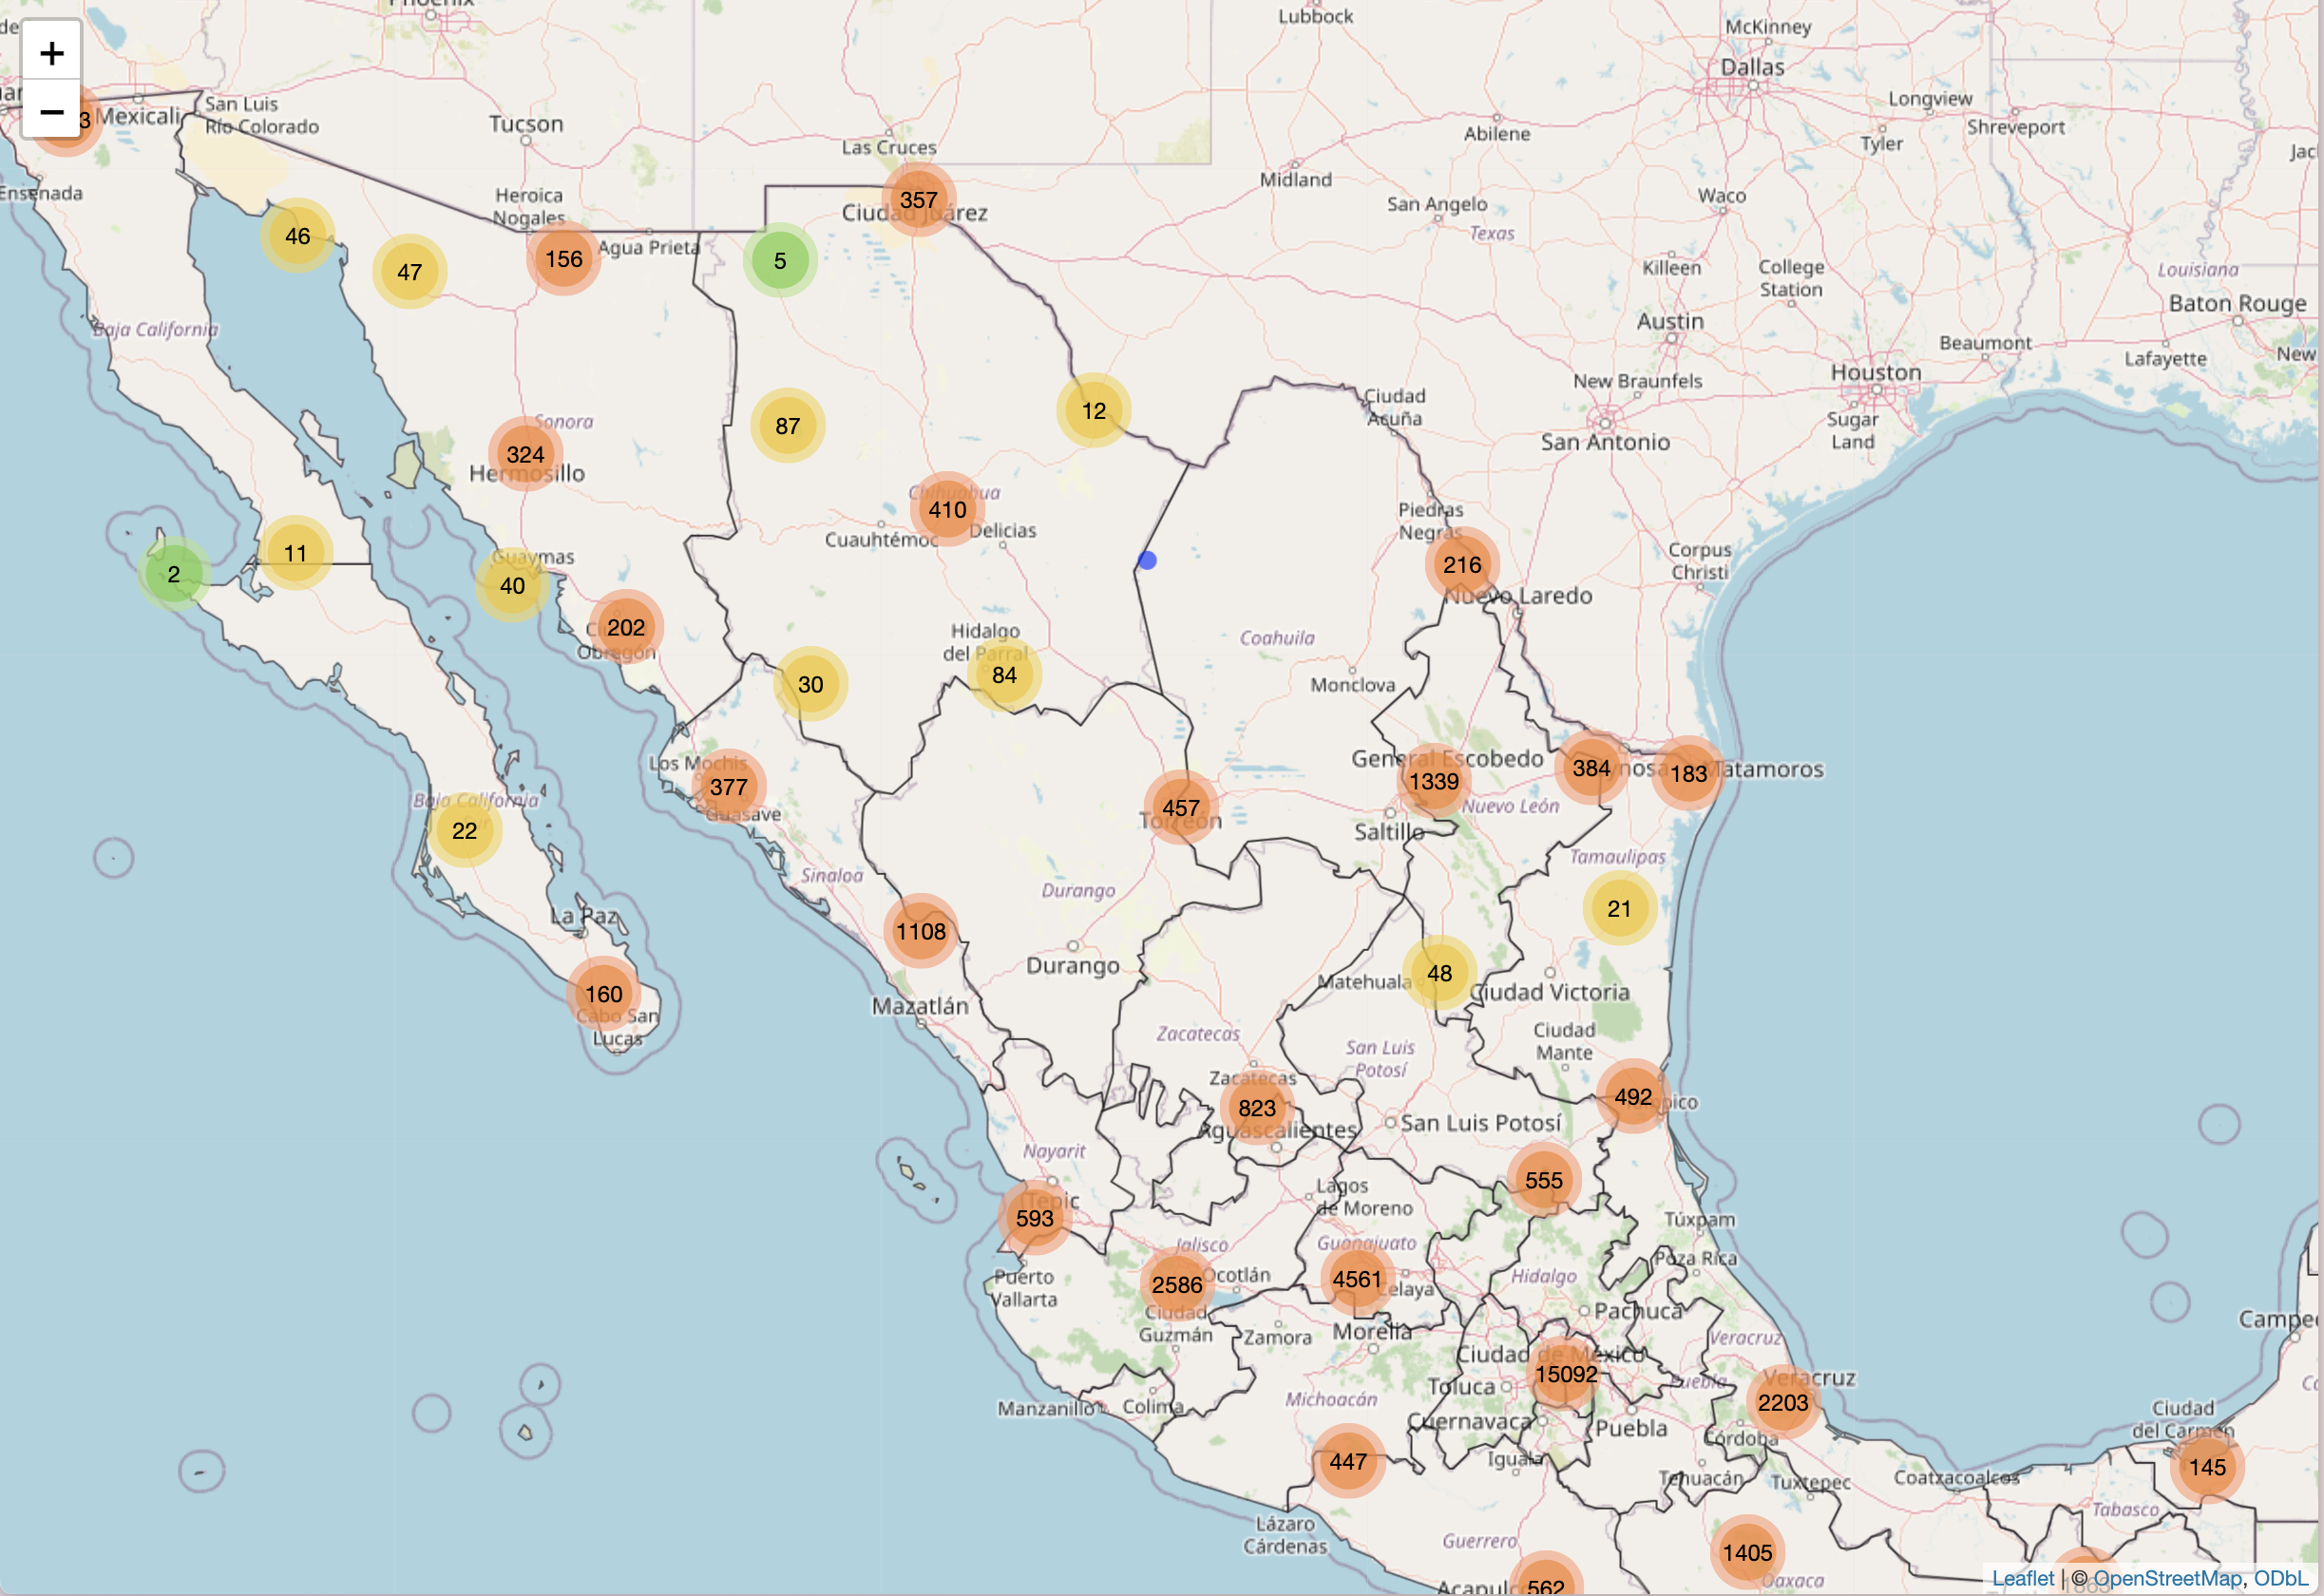 Lubbock
McKinney
Dallas
+
−
3
Mexicali
San Luis
Río Colorado
Tucson
Las Cruces
Abilene
Longview
Tyler
Shreveport
Ensenada
Heroica
Nogales
Agua Prieta
357
Ciudad Juárez
Midland
San Angelo
Texas
Waco
46
47
156
5
Killeen
College
Station
Louisiana
Baton Rouge
Baja California
Austin
Beaumont
Lafayette
New
Houston
New Braunfels
Sugar
Land
San Antonio
Ciudad
Acuña
12
87
Sonora
324
Hermosillo
Chihuahua
410
Delicias
Cuauhtémoc
Piedras
Negras
216
Nuevo Laredo
Corpus
Christi
2
11
Guaymas
40
202
Obregón
Hidalgo
del Parral
84
30
Coahuila
Monclova
Los Mochis
377
Guasave
457
Torreón
General Escobedo
1339
384
183
Matamoros
Nuevo León
Saltillo
Baja California
22
Sinaloa
Durango
Tamaulipas
21
La Paz
1108
Durango
Matehuala
48
Ciudad Victoria
160
Cabo San
Lucas
Mazatlán
Zacatecas
San Luis
Potosí
Ciudad
Mante
Zacatecas
823
Aguascalientes
San Luis Potosí
492
Nayarit
555
Tepic
593
Lagos
de Moreno
Túxpam
Poza Rica
Jalisco
Guanajuato
2586
Ocotlán
4561
Celaya
Hidalgo
Puerto
Vallarta
Ciudad
Guzmán
Zamora
Morelia
Pachuca
Veracruz
Ciudad de México
15092
Toluca
Puebla
Veracruz
2203
Manzanillo
Colima
Michoacán
Cuernavaca
Puebla
Córdoba
Ciudad
del Carmen
145
447
Iguala
Tehuacán
Tuxtepec
Coatzacoalcos
Tabasco
Lázaro
Cárdenas
Guerrero
1405
Oaxaca
562
Leaflet | © OpenStreetMap, ODbL